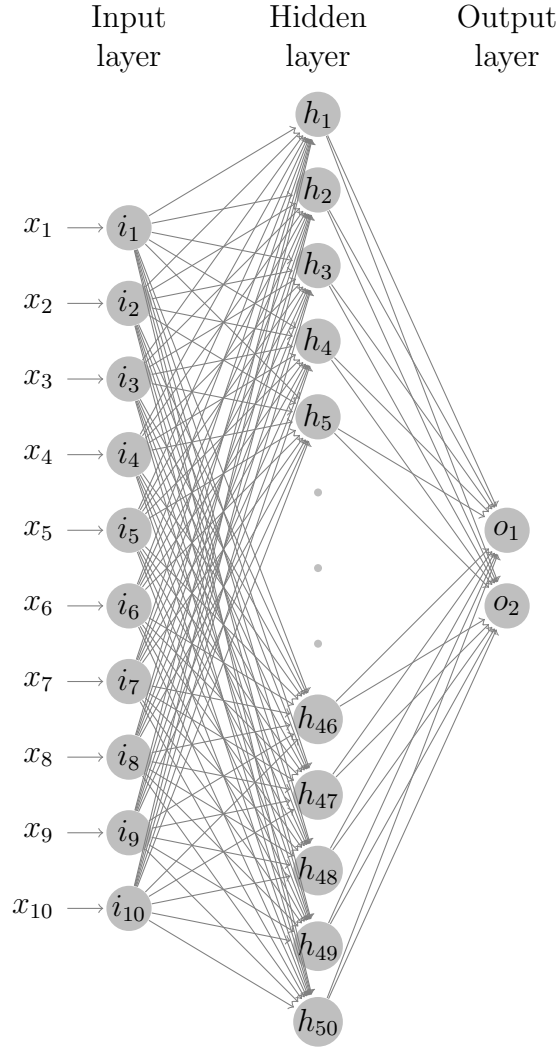 Input
layer
Hidden
layer
Output
layer
x₁
x₂
x₃
x₄
x₅
x₆
x₇
x₈
x₉
x₁₀
i₁
i₂
i₃
i₄
i₅
i₆
i₇
i₈
i₉
i₁₀
h₁
h₂
h₃
h₄
h₅
h₄₆
h₄₇
h₄₈
h₄₉
h₅₀
o₁
o₂